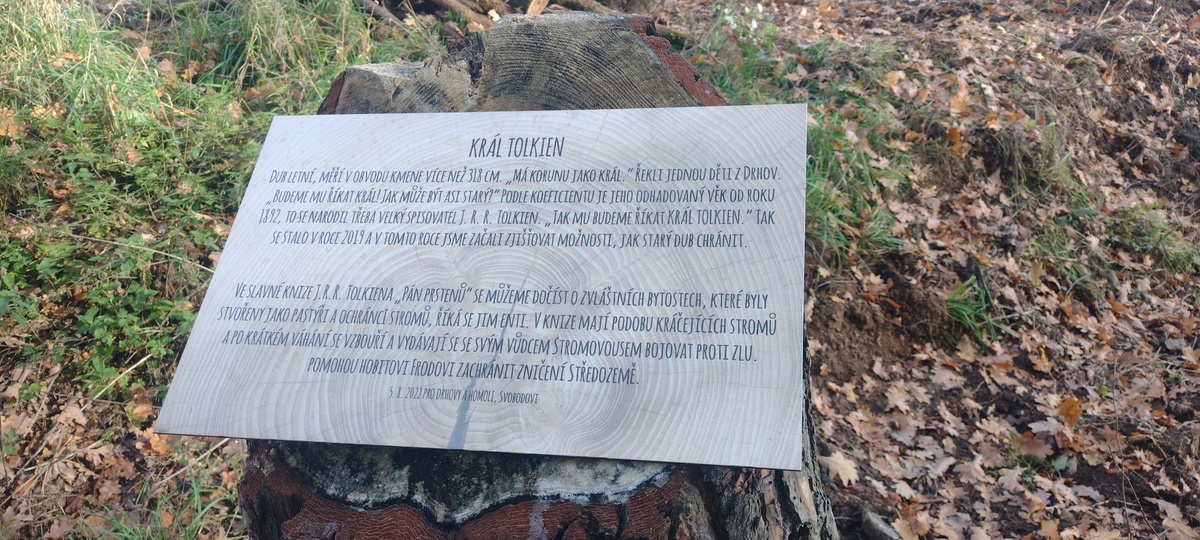 KRÁL TOLKIEN
DUB LETNÍ, MĚŘÍ V OBVODU KMENE VÍCE NEŽ 318 CM. „MÁ KORUNU JAKO KRÁL.“ ŘEKLI JEDNOU DĚTI Z DRHOV.
„BUDEME MU ŘÍKAT KRÁL! JAK MŮŽE BÝT ASI STARÝ?“ PODLE KOEFICIENTU JE JEHO ODHADOVANÝ VĚK OD ROKU
1892, TO SE NARODIL TŘEBA VELKÝ SPISOVATEL J. R. R. TOLKIEN. „TAK MU BUDEME ŘÍKAT KRÁL TOLKIEN.“ TAK
SE STALO V ROCE 2019 A V TOMTO ROCE JSME ZAČALI ZJIŠŤOVAT MOŽNOSTI, JAK STARÝ DUB CHRÁNIT.
VE SLAVNÉ KNIZE J.R.R. TOLKIENA „PÁN PRSTENŮ“ SE MŮŽEME DOČÍST O ZVLÁŠTNÍCH BYTOSTECH, KTERÉ BYLY
STVOŘENY JAKO PASTÝŘI A OCHRÁNCI STROMŮ, ŘÍKÁ SE JIM ENTI. V KNIZE MAJÍ PODOBU KRÁČEJÍCÍCH STROMŮ
A PO KRÁTKÉM VÁHÁNÍ SE VZBOUŘÍ A VYDÁVAJÍ SE SE SVÝM VŮDCEM STROMOVOUSEM BOJOVAT PROTI ZLU.
POMOHOU HOBITOVI FRODOVI ZACHRÁNIT ZNIČENÍ STŘEDOZEMĚ.
5. 8. 2022 PRO DRHOVY A HOMOLI, SVOBODOVI